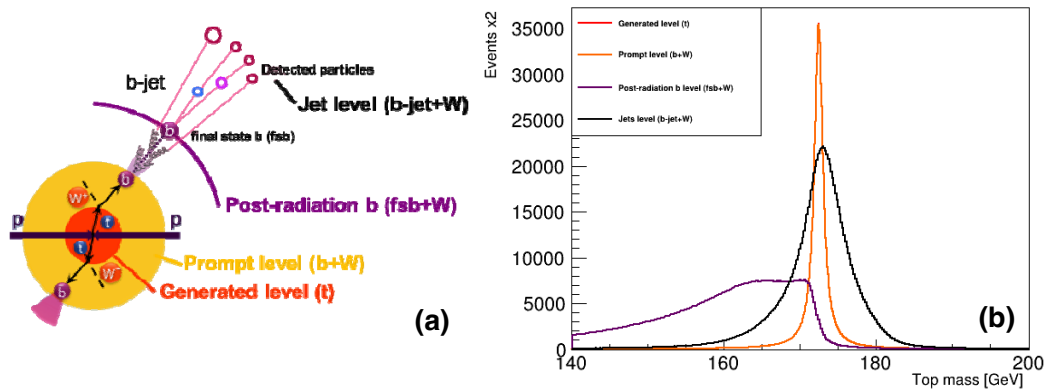 b-jet
Detected particles
Jet level (b-jet+W)
b
final state b (fsb)
b
W+
Post-radiation b (fsb+W)
p
t
p
t
W-
Prompt level (b+W)
b
Generated level (t)
(a)
Events x2
35000
30000
25000
20000
15000
10000
5000
0
Generated level (t)
Prompt level (b+W)
Post-radiation b level (fsb+W)
Jets level (b-jet+W)
(b)
140
160
180
200
Top mass [GeV]